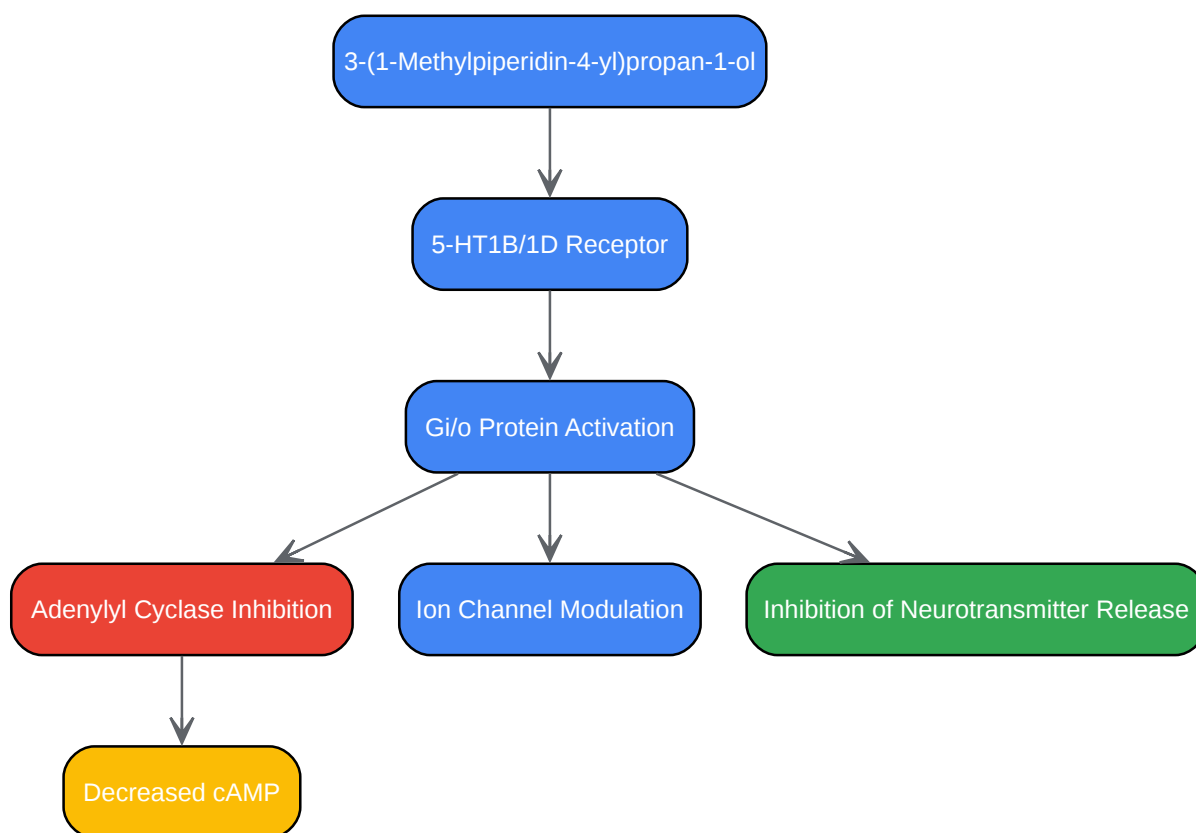 3-(1-Methylpiperidin-4-yl)propan-1-ol
5-HT1B/1D Receptor
Gi/o Protein Activation
Adenylyl Cyclase Inhibition
Ion Channel Modulation
Inhibition of Neurotransmitter Release
Decreased cAMP